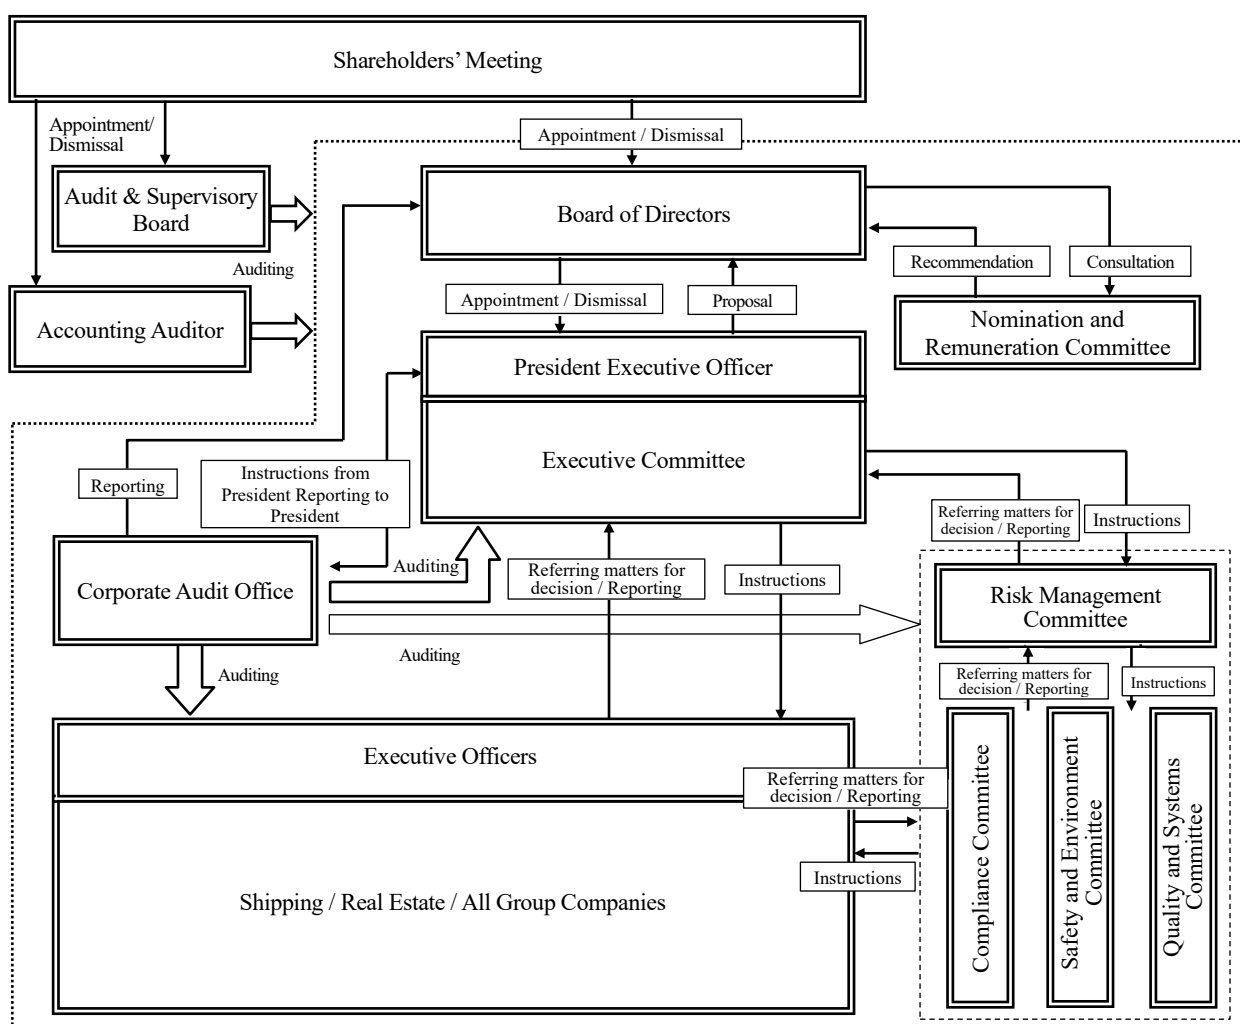 Shareholders’ Meeting
Appointment/
Dismissal
Appointment / Dismissal
Audit & Supervisory
Board
Board of Directors
Auditing
Recommendation
Consultation
Appointment / Dismissal
Proposal
Accounting Auditor
Nomination and
Remuneration Committee
President Executive Officer
Executive Committee
Reporting
Instructions from
President Reporting to
President
Referring matters for
decision / Reporting
Instructions
Corporate Audit Office
Auditing
Referring matters for
decision / Reporting
Instructions
Risk Management
Committee
Auditing
Auditing
Referring matters for
decision / Reporting
Instructions
Executive Officers
Referring matters for
decision / Reporting
Instructions
Shipping / Real Estate / All Group Companies
Compliance Committee
Safety and Environment
Committee
Quality and Systems
Committee